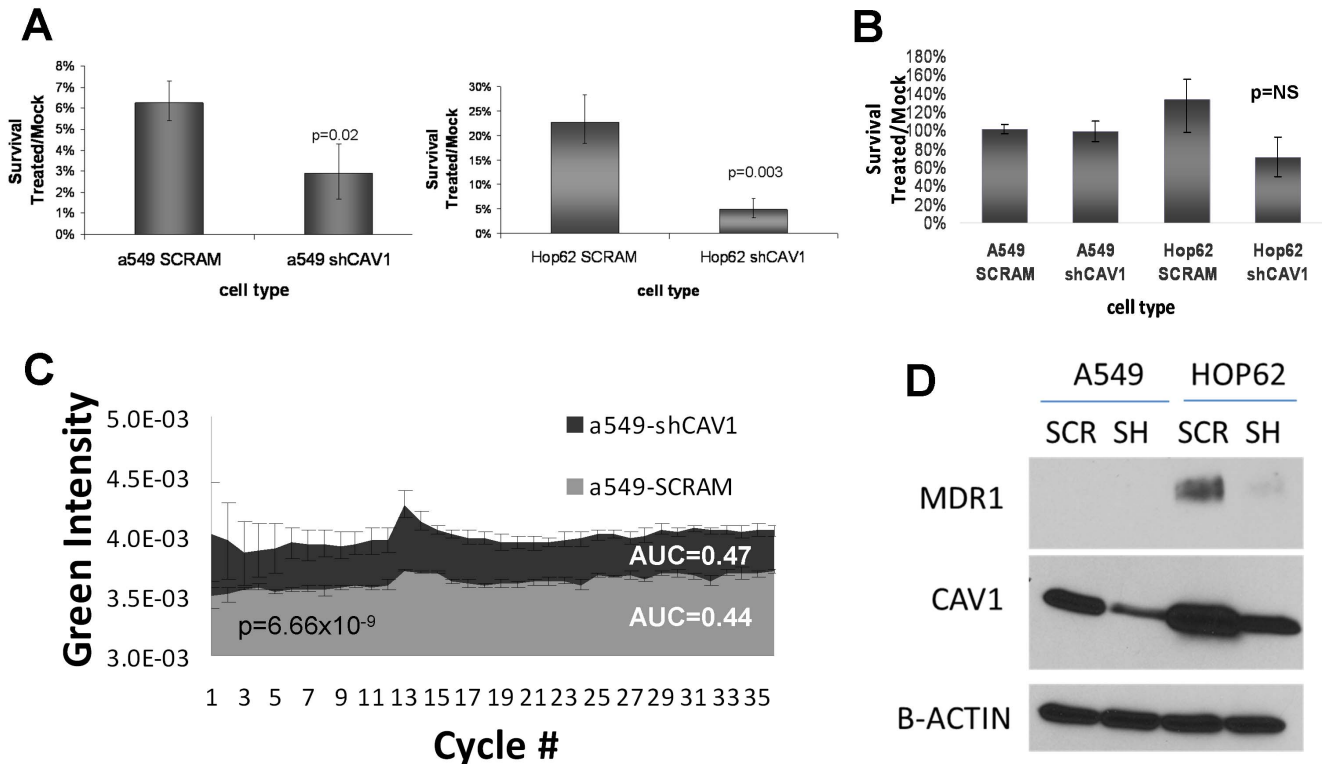 A
Survival
Treated/Mock
8%
7%
6%
5%
4%
3%
2%
1%
0%
p=0.02
a549 SCRAM
a549 shCAV1
cell type
Survival
Treated/Mock
30%
25%
20%
15%
10%
5%
0%
p=0.003
Hop62 SCRAM
Hop62 shCAV1
cell type
B
Survival
Treated/Mock
180%
160%
140%
120%
100%
80%
60%
40%
20%
0%
p=NS
A549
SCRAM
A549
shCAV1
Hop62
SCRAM
Hop62
shCAV1
cell type
C
Green Intensity
5.0E-03
4.5E-03
4.0E-03
3.5E-03
3.0E-03
a549-shCAV1
a549-SCRAM
AUC=0.47
AUC=0.44
p=6.66x10⁻⁹
1 3 5 7 9 11 13 15 17 19 21 23 25 27 29 31 33 35
Cycle #
D
A549 HOP62
SCR SH SCR SH
MDR1
CAV1
B-ACTIN